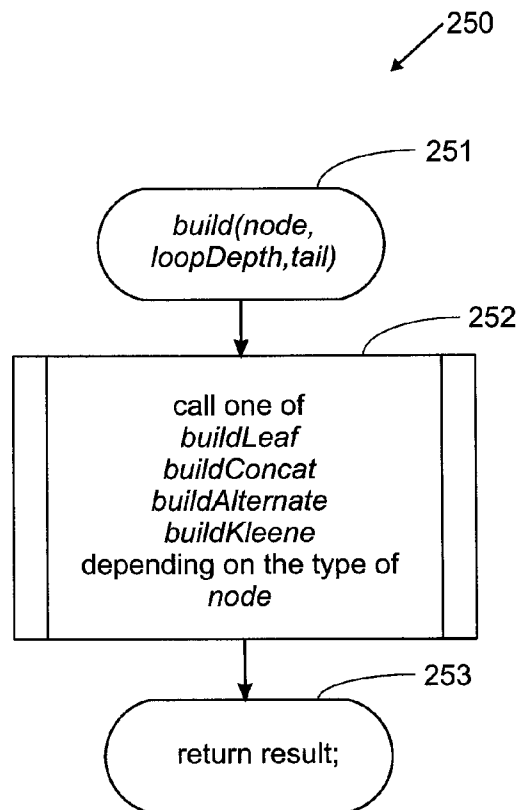 250
251
build(node,
loopDepth,tail)
252
call one of
buildLeaf
buildConcat
buildAlternate
buildKleene
depending on the type of
node
253
return result;